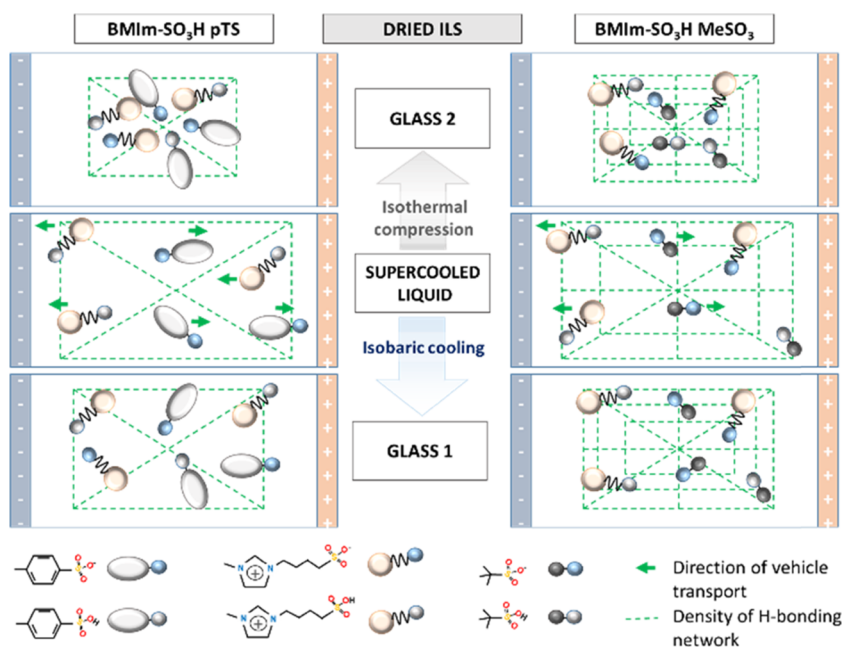 BMIm-SO3H pTS
DRIED ILS
BMIm-SO3H MeSO3
GLASS 2
Isothermal
compression
SUPERCOOLED
LIQUID
Isobaric cooling
GLASS 1
Direction of vehicle
transport
Density of H-bonding
network